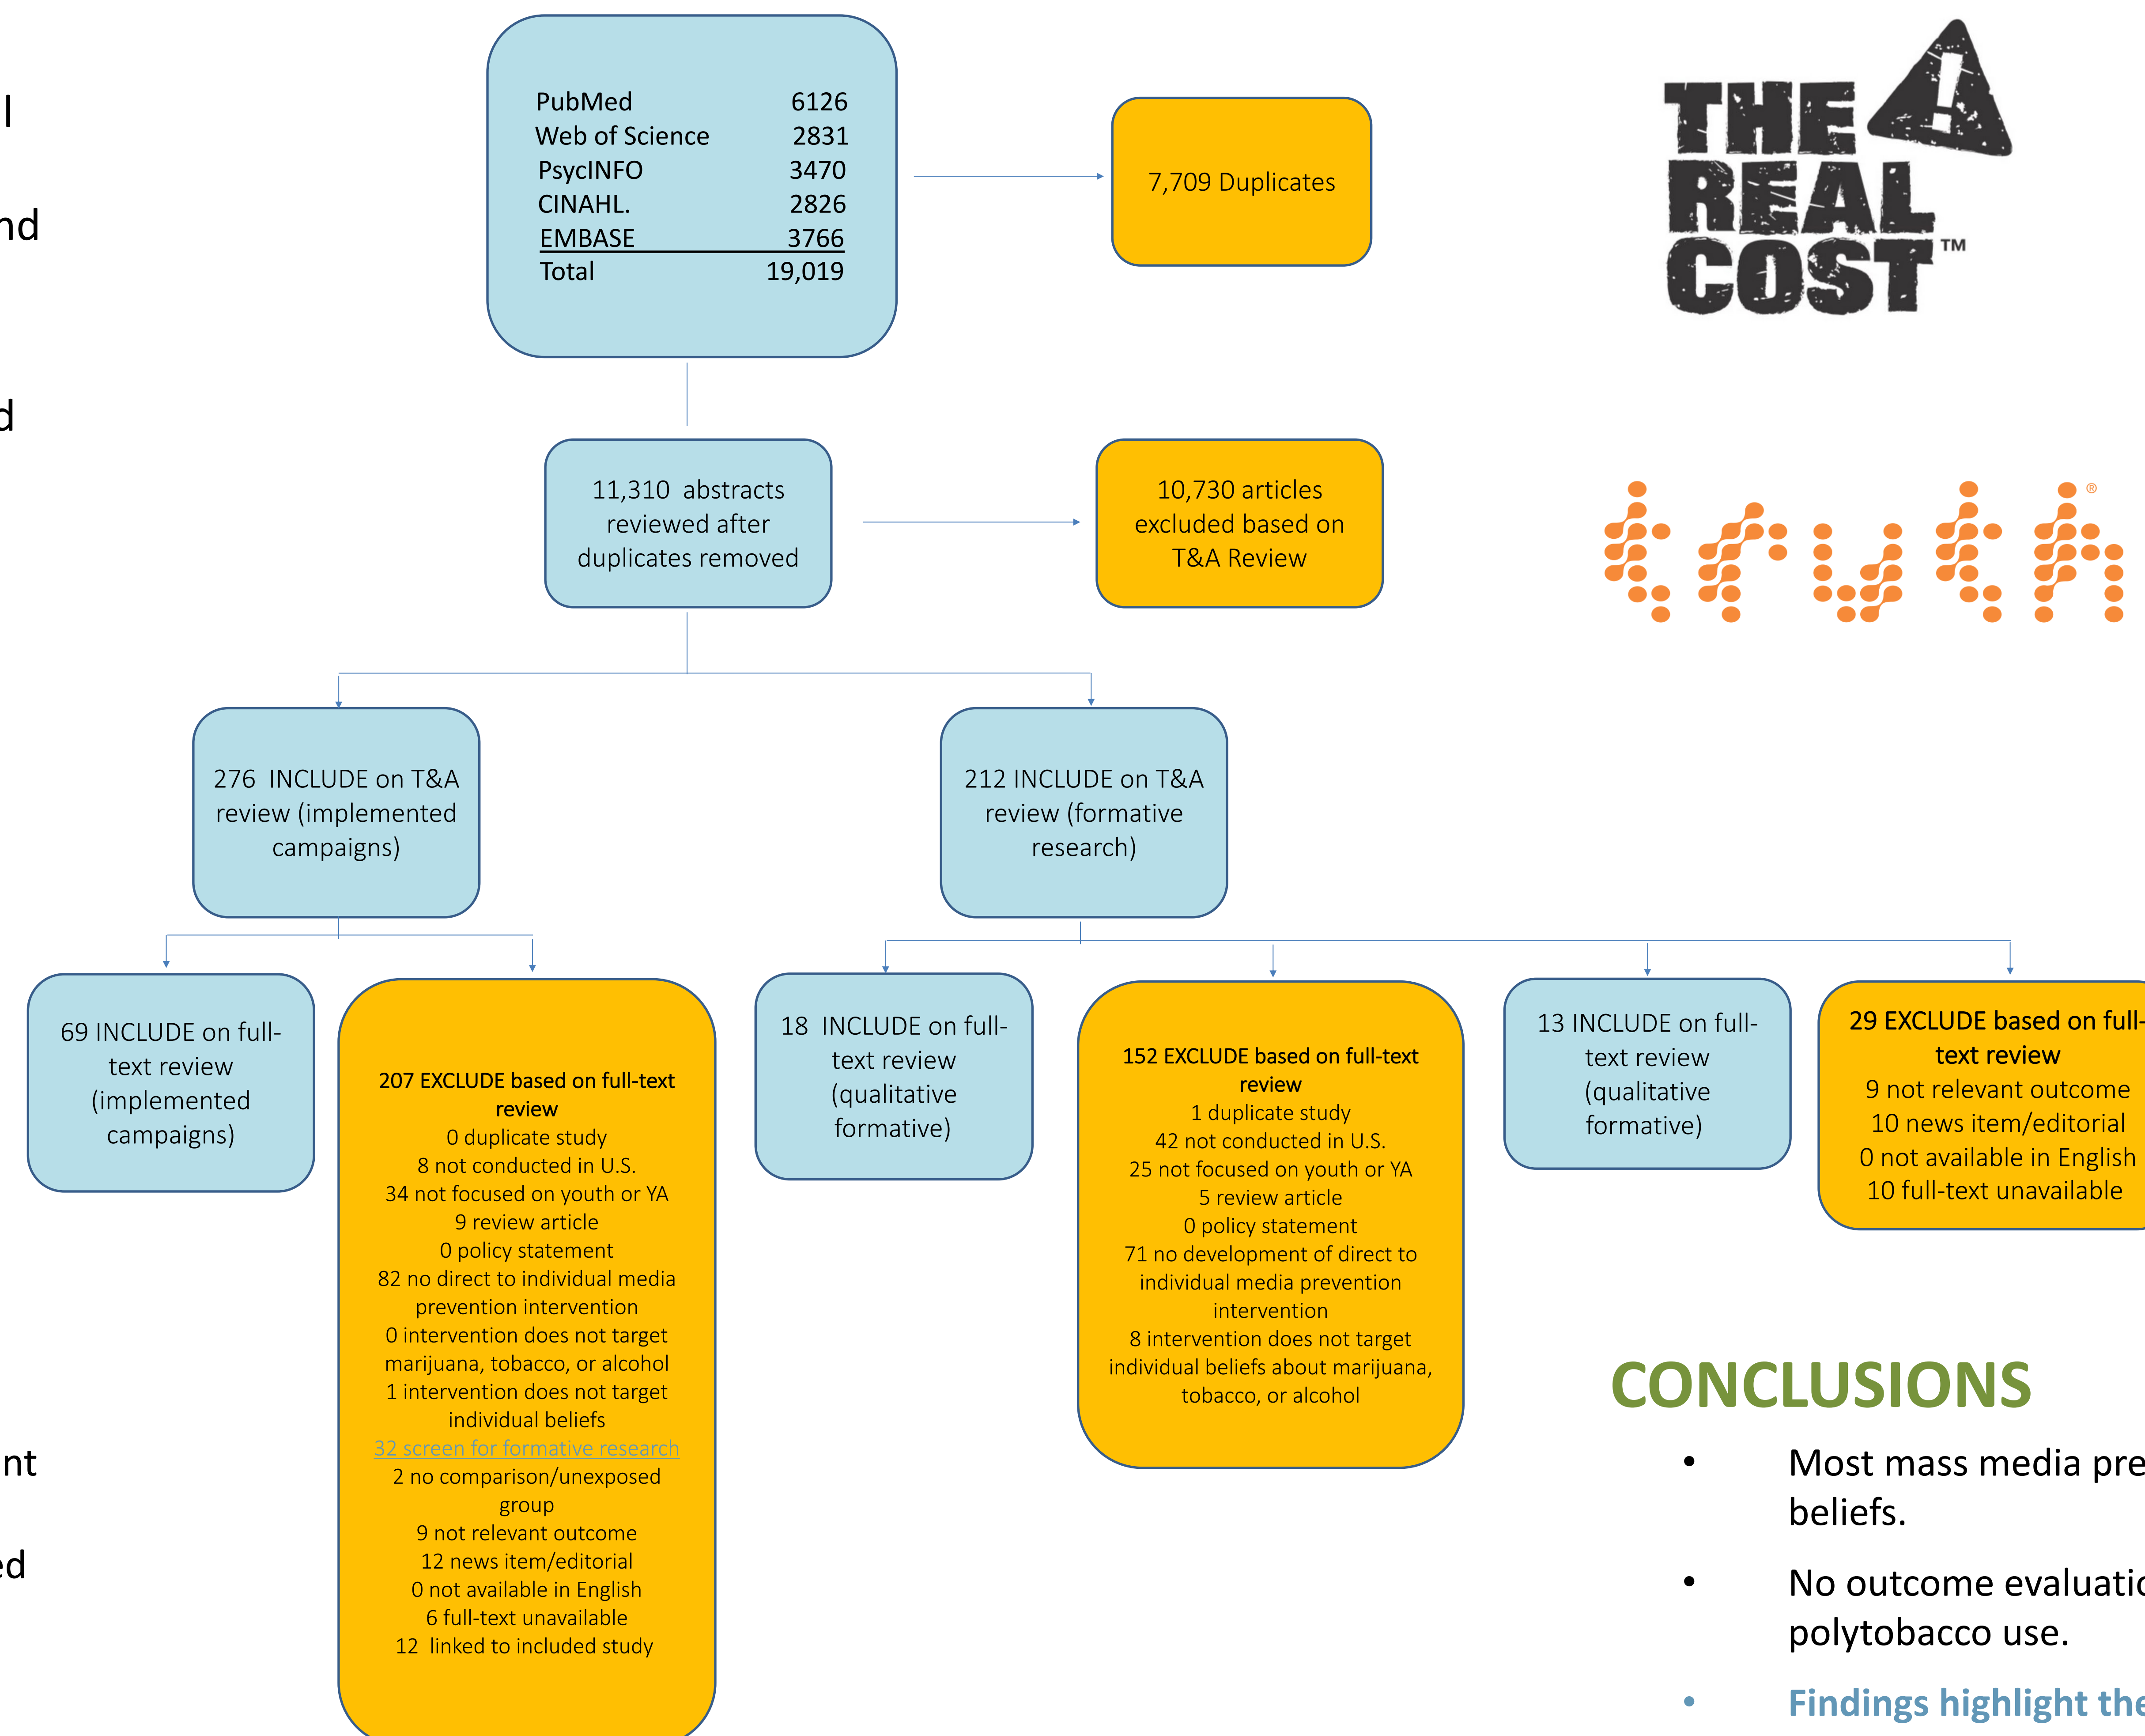 PubMed 6126
Web of Science 2831
PsycINFO 3470
CINAHL. 2826
EMBASE 3766
Total 19,019
7,709 Duplicates
THE
REAL
COST™
11,310 abstracts
reviewed after
duplicates removed
10,730 articles
excluded based on
T&A Review
truth®
276 INCLUDE on T&A
review (implemented
campaigns)
212 INCLUDE on T&A
review (formative
research)
69 INCLUDE on full-
text review
(implemented
campaigns)
207 EXCLUDE based on full-text
review
0 duplicate study
8 not conducted in U.S.
34 not focused on youth or YA
9 review article
0 policy statement
82 no direct to individual media
prevention intervention
0 intervention does not target
marijuana, tobacco, or alcohol
1 intervention does not target
individual beliefs
32 screen for formative research
2 no comparison/unexposed
group
9 not relevant outcome
12 news item/editorial
0 not available in English
6 full-text unavailable
12 linked to included study
18 INCLUDE on full-
text review
(qualitative
formative)
152 EXCLUDE based on full-text
review
1 duplicate study
42 not conducted in U.S.
25 not focused on youth or YA
5 review article
0 policy statement
71 no development of direct to
individual media prevention
intervention
8 intervention does not target
individual beliefs about marijuana,
tobacco, or alcohol
13 INCLUDE on full-
text review
(qualitative
formative)
29 EXCLUDE based on full-
text review
9 not relevant outcome
10 news item/editorial
0 not available in English
10 full-text unavailable
CONCLUSIONS
• Most mass media pre
beliefs.
• No outcome evaluatio
polytobacco use.
• Findings highlight the